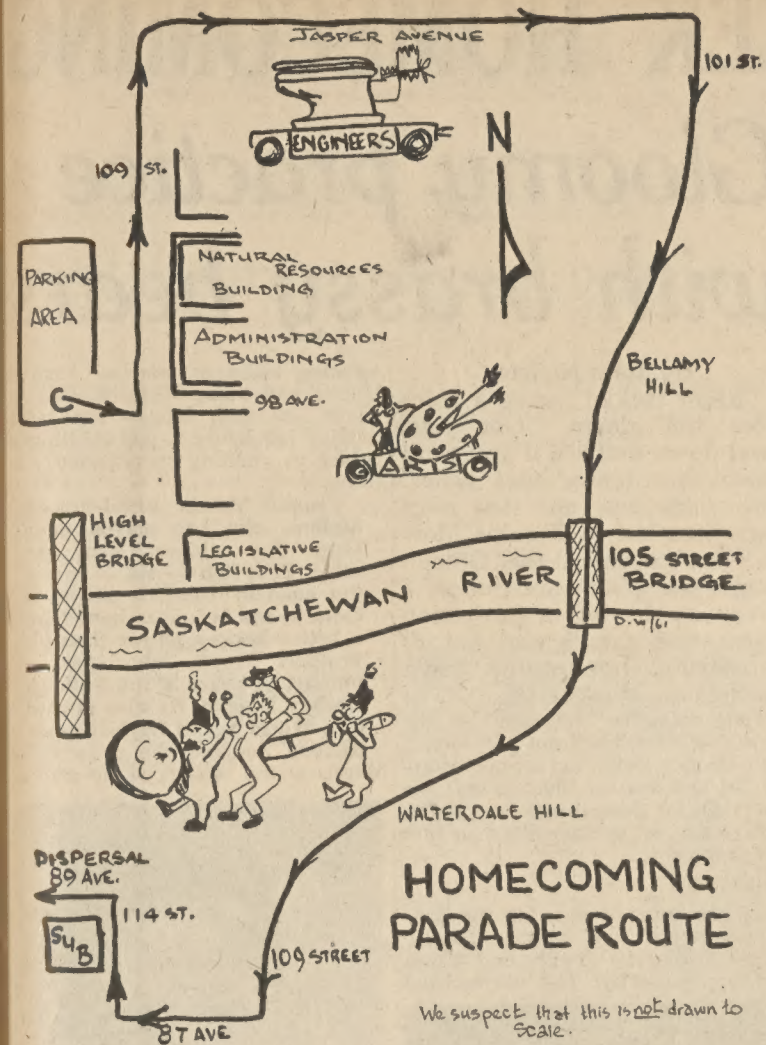 JASPER AVENUE
101 ST.
ENGINEERS
N
109 ST.
NATURAL
RESOURCES
BUILDING
PARKING
AREA
ADMINISTRATION
BUILDINGS
BELLAMY
HILL
98 AVE.
ARTS
HIGH
LEVEL
BRIDGE
LEGISLATIVE
BUILDINGS
105 STREET
BRIDGE
SASKATCHEWAN RIVER
D.W/61
WALTERDALE HILL
DISPERSAL
89 AVE.
114 ST.
SUB
109 STREET
87 AVE
HOMECOMING
PARADE ROUTE
We suspect that this is not drawn to
scale.